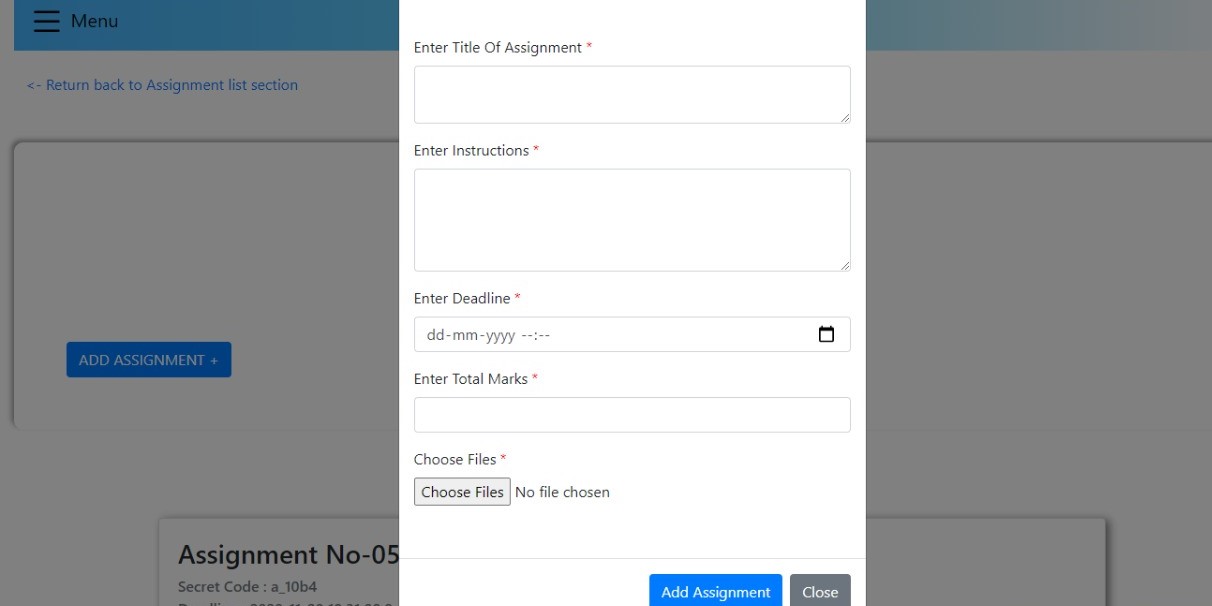 Menu
<- Return back to Assignment list section
ADD ASSIGNMENT +
Enter Title Of Assignment *
Enter Instructions *
Enter Deadline *
dd-mm-yyyy --:--
Enter Total Marks *
Choose Files *
Choose Files No file chosen
Assignment No-05
Secret Code : a_10b4
Add Assignment Close